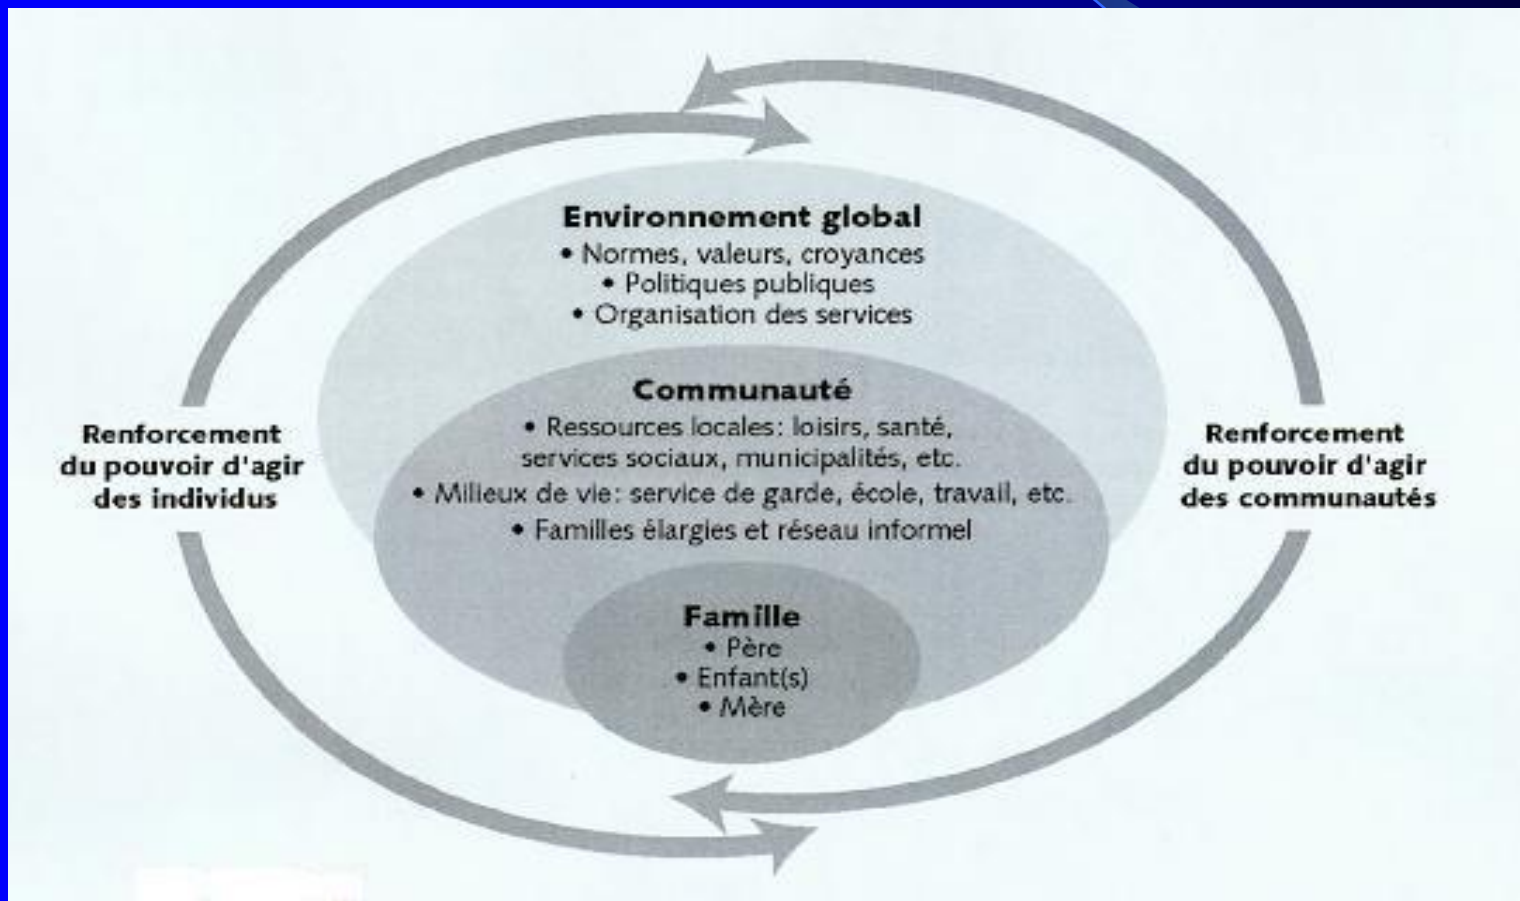 Environnement global
• Normes, valeurs, croyances
• Politiques publiques
• Organisation des services
Communauté
• Ressources locales: loisirs, santé,
services sociaux, municipalités, etc.
• Milieux de vie: service de garde, école, travail, etc.
• Familles élargies et réseau informel
Famille
• Père
• Enfant(s)
• Mère
Renforcement
du pouvoir d'agir
des individus
Renforcement
du pouvoir d'agir
des communautés